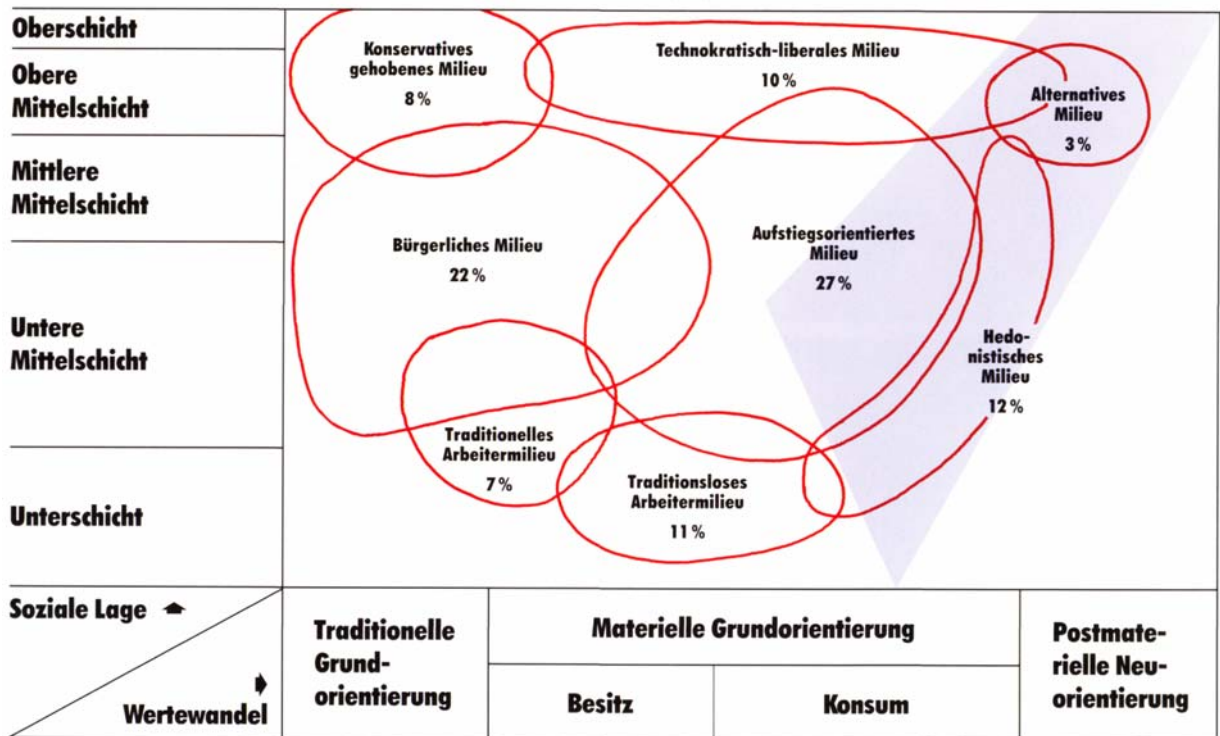 Oberschicht
Obere
Mittelschicht
Mittlere
Mittelschicht
Untere
Mittelschicht
Unterschicht
Konservatives
gehobenes Milieu
8 %
Technokratisch-liberales Milieu
10 %
Alternatives
Milieu
3 %
Bürgerliches Milieu
22 %
Aufstiegsorientiertes
Milieu
27 %
Hedo-
nistisches
Milieu
12 %
Traditionelles
Arbeitermilieu
7 %
Traditionsloses
Arbeitermilieu
11 %
Soziale Lage
Wertewandel
Traditionelle
Grund-
orientierung
Materielle Grundorientierung
Besitz
Konsum
Postmate-
rielle Neu-
orientierung